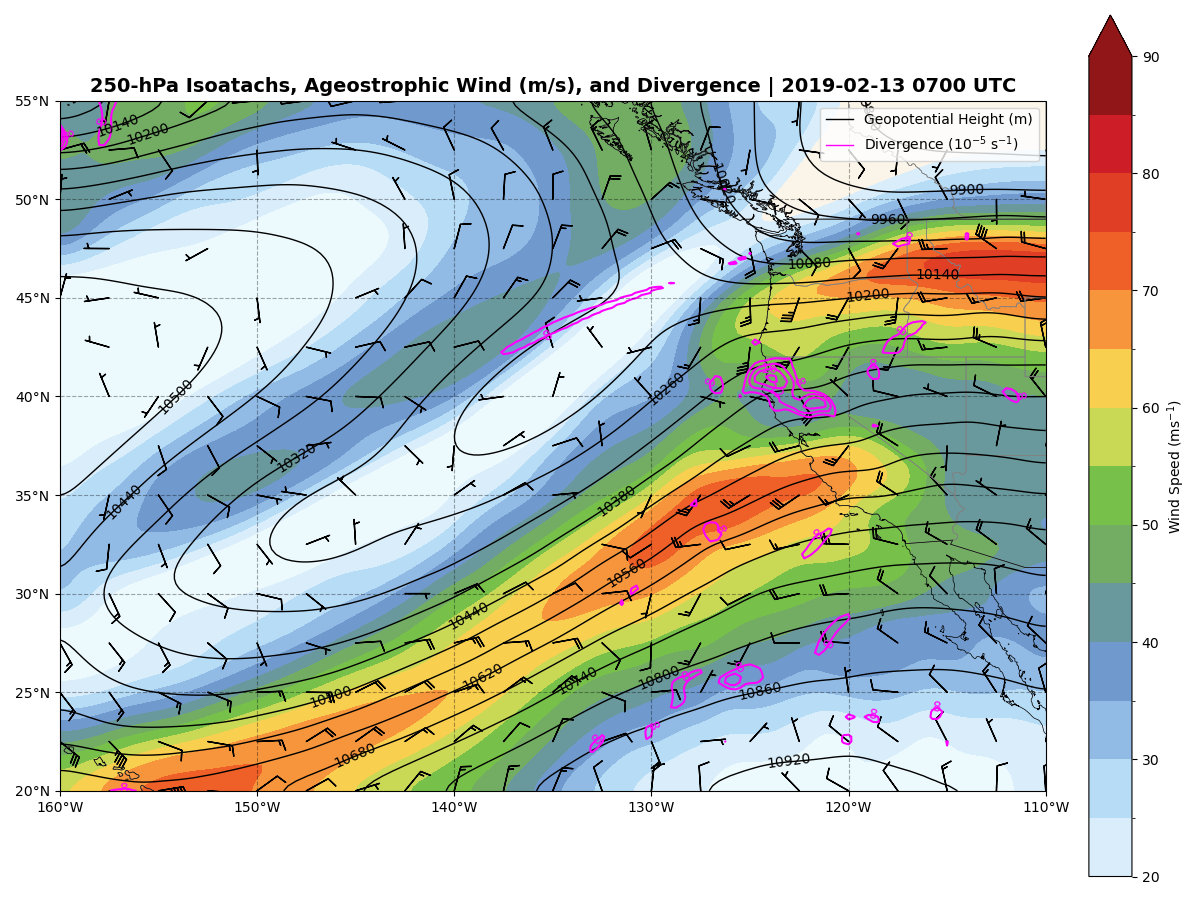 250-hPa Isoatachs, Ageostrophic Wind (m/s), and Divergence | 2019-02-13 0700 UTC
Geopotential Height (m)
Divergence (10⁻⁵ s⁻¹)
55°N
50°N
45°N
40°N
35°N
30°N
25°N
20°N
160°W
150°W
140°W
130°W
120°W
110°W
10140
10200
9900
9960
10080
10140
10200
10260
10500
10320
10440
10380
10560
10440
10620
10740
10800
10860
10680
10920
90
80
70
60
50
40
30
20
Wind Speed (ms⁻¹)